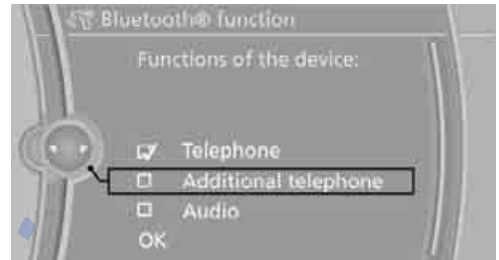 Bluetooth® function
Functions of the device:
Telephone
Additional telephone
Audio
OK